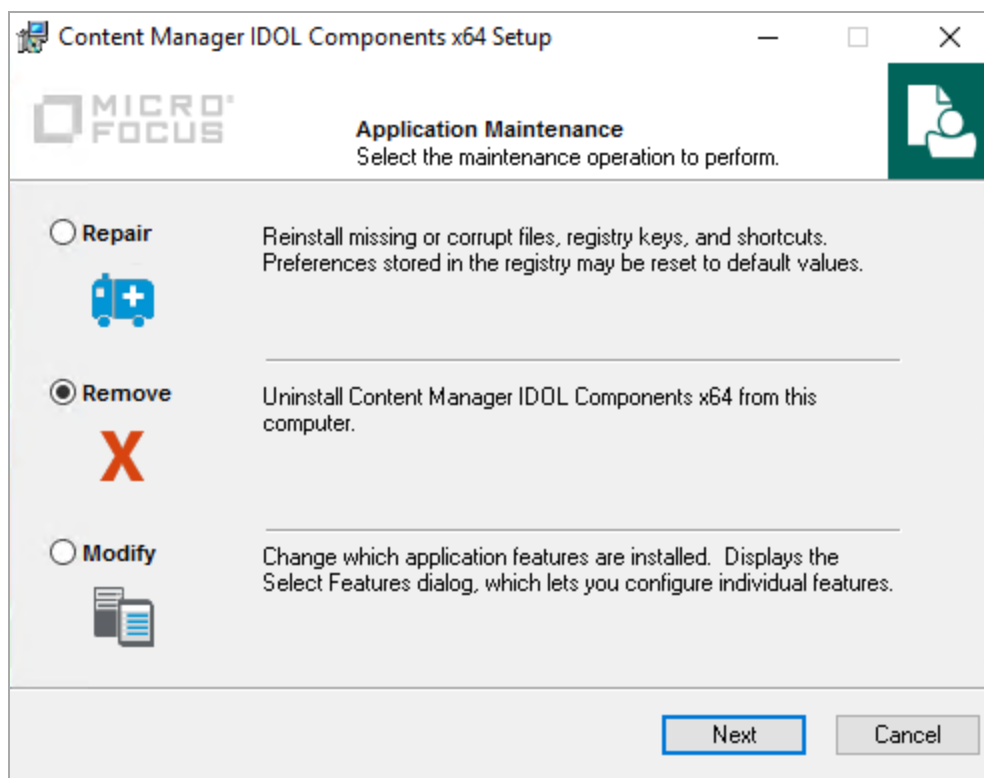 Content Manager IDOL Components x64 Setup
MICRO
FOCUS
Application Maintenance
Select the maintenance operation to perform.
Repair
Reinstall missing or corrupt files, registry keys, and shortcuts.
Preferences stored in the registry may be reset to default values.
Remove
Uninstall Content Manager IDOL Components x64 from this
computer.
Modify
Change which application features are installed.  Displays the
Select Features dialog, which lets you configure individual features.
Next
Cancel